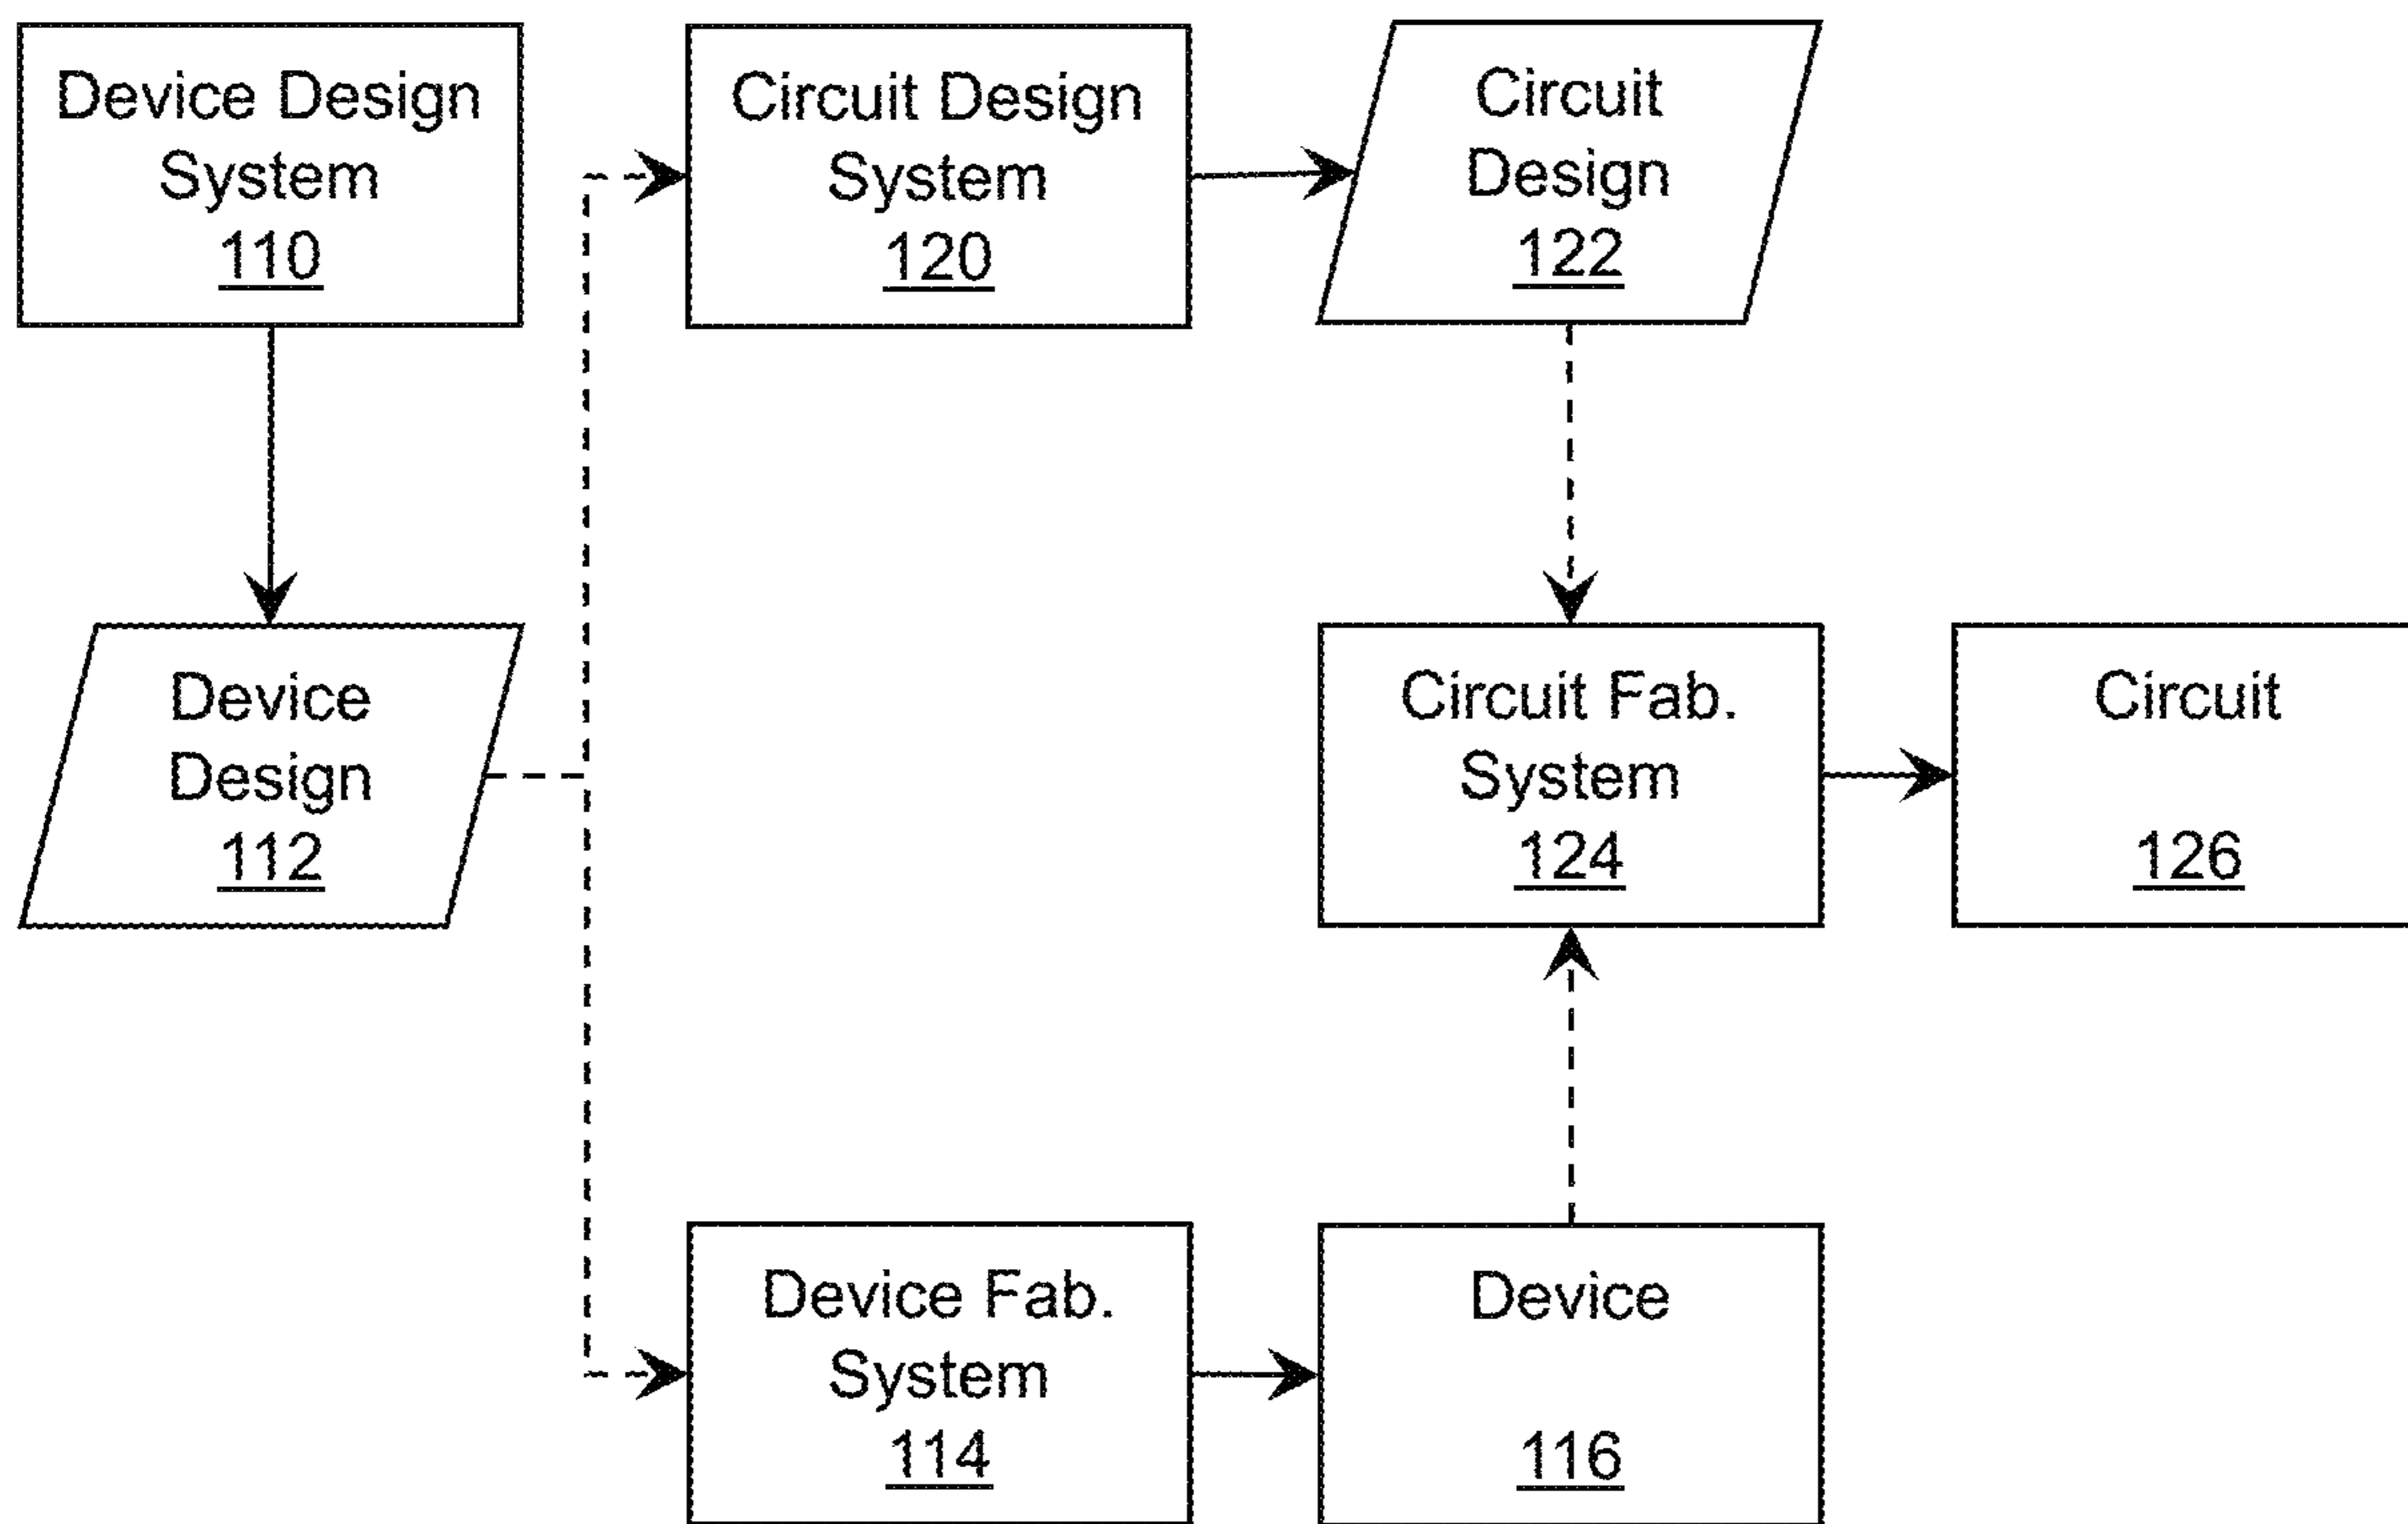 Device Design
System
110
Circuit Design
System
120
Circuit
Design
122
Device
Design
112
Circuit Fab.
System
124
Circuit
126
Device Fab.
System
114
Device
116